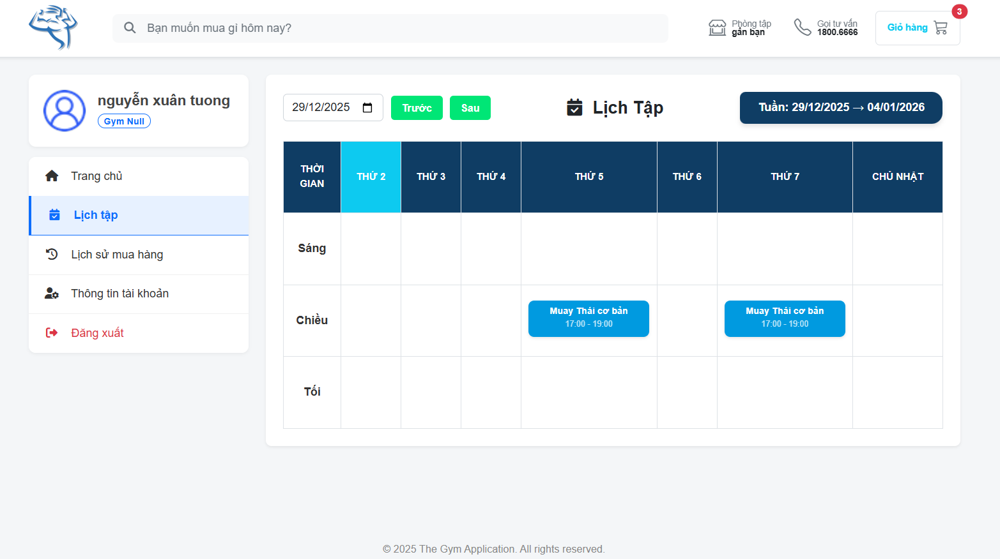 Bạn muốn mua gì hôm nay?
Phòng tập
gần bạn
Gọi tư vấn
1800.6666
Giỏ hàng
3
nguyễn xuân tuong
Gym Null
Trang chủ
Lịch tập
Lịch sử mua hàng
Thông tin tài khoản
Đăng xuất
29/12/2025
Trước
Sau
Lịch Tập
Tuần: 29/12/2025 → 04/01/2026
THỜI
GIAN
THỨ 2
THỨ 3
THỨ 4
THỨ 5
THỨ 6
THỨ 7
CHỦ NHẬT
Sáng
Chiều
Muay Thái cơ bản
17:00 - 19:00
Muay Thái cơ bản
17:00 - 19:00
Tối
© 2025 The Gym Application. All rights reserved.